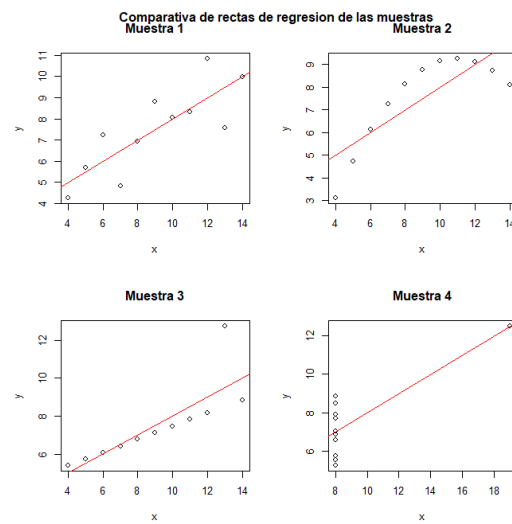 Comparativa de rectas de regresion de las muestras
Muestra 1
Muestra 2
11
10
9
8
7
6
5
4
y
4 6 8 10 12 14
x
9
8
7
6
5
4
3
y
4 6 8 10 12 14
x
Muestra 3
Muestra 4
12
10
8
6
y
4 6 8 10 12 14
x
12
10
8
6
y
8 10 12 14 16 18
x